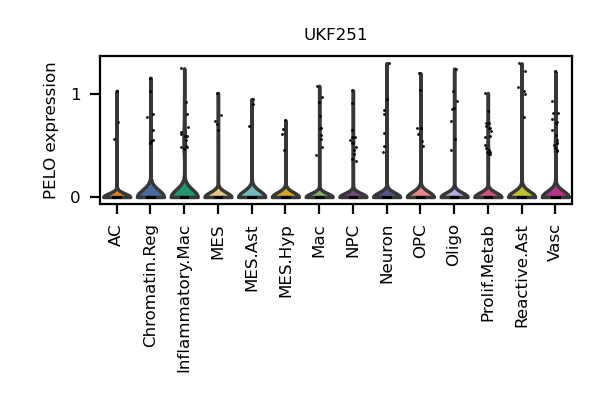 UKF251
PELO expression
1
0
AC
Chromatin.Reg
Inflammatory.Mac
MES
MES.Ast
MES.Hyp
Mac
NPC
Neuron
OPC
Oligo
Prolif.Metab
Reactive.Ast
Vasc